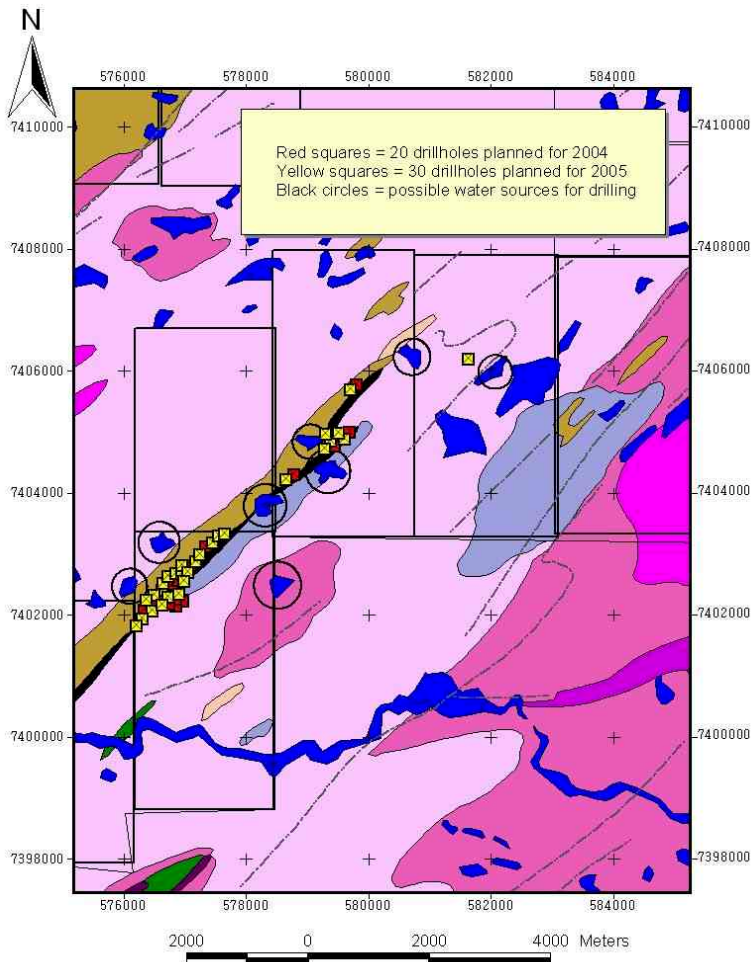 N
576000 578000 580000 582000 584000
7410000 7410000
Red squares = 20 drillholes planned for 2004
Yellow squares = 30 drillholes planned for 2005
Black circles = possible water sources for drilling
7408000 7408000
7406000 7406000
7404000 7404000
7402000 7402000
7400000 7400000
7398000 7398000
576000 578000 580000 582000 584000
2000 0 2000 4000 Meters